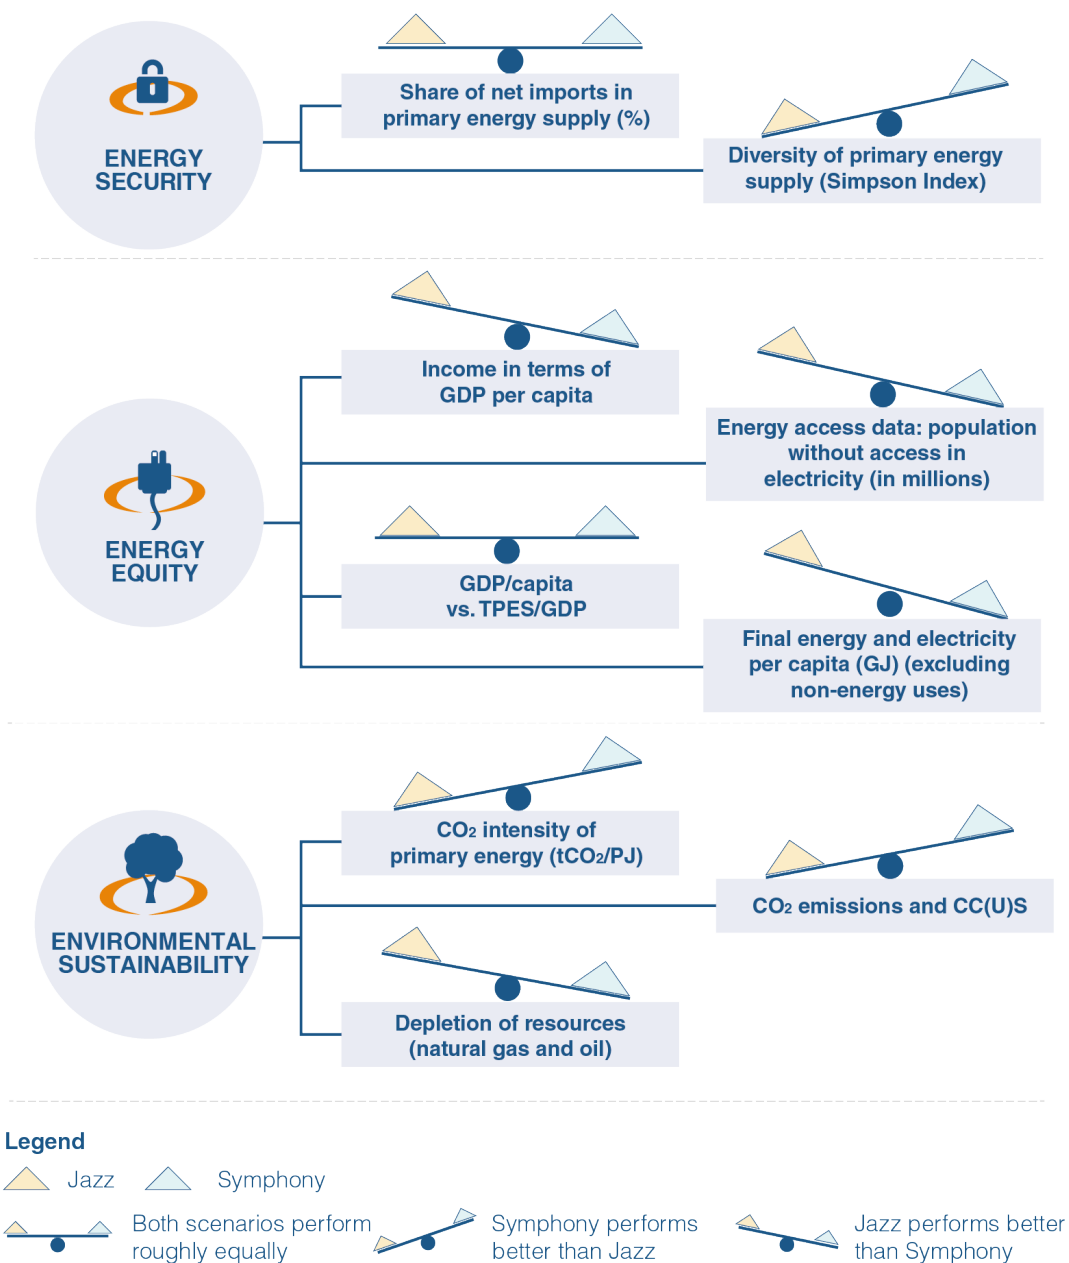 ENERGY
SECURITY
Share of net imports in
primary energy supply (%)
Diversity of primary energy
supply (Simpson Index)
ENERGY
EQUITY
Income in terms of
GDP per capita
Energy access data: population
without access in
electricity (in millions)
GDP/capita
vs. TPES/GDP
Final energy and electricity
per capita (GJ) (excluding
non-energy uses)
ENVIRONMENTAL
SUSTAINABILITY
CO₂ intensity of
primary energy (tCO₂/PJ)
CO₂ emissions and CC(U)S
Depletion of resources
(natural gas and oil)
Legend
Jazz
Symphony
Both scenarios perform
roughly equally
Symphony performs
better than Jazz
Jazz performs better
than Symphony